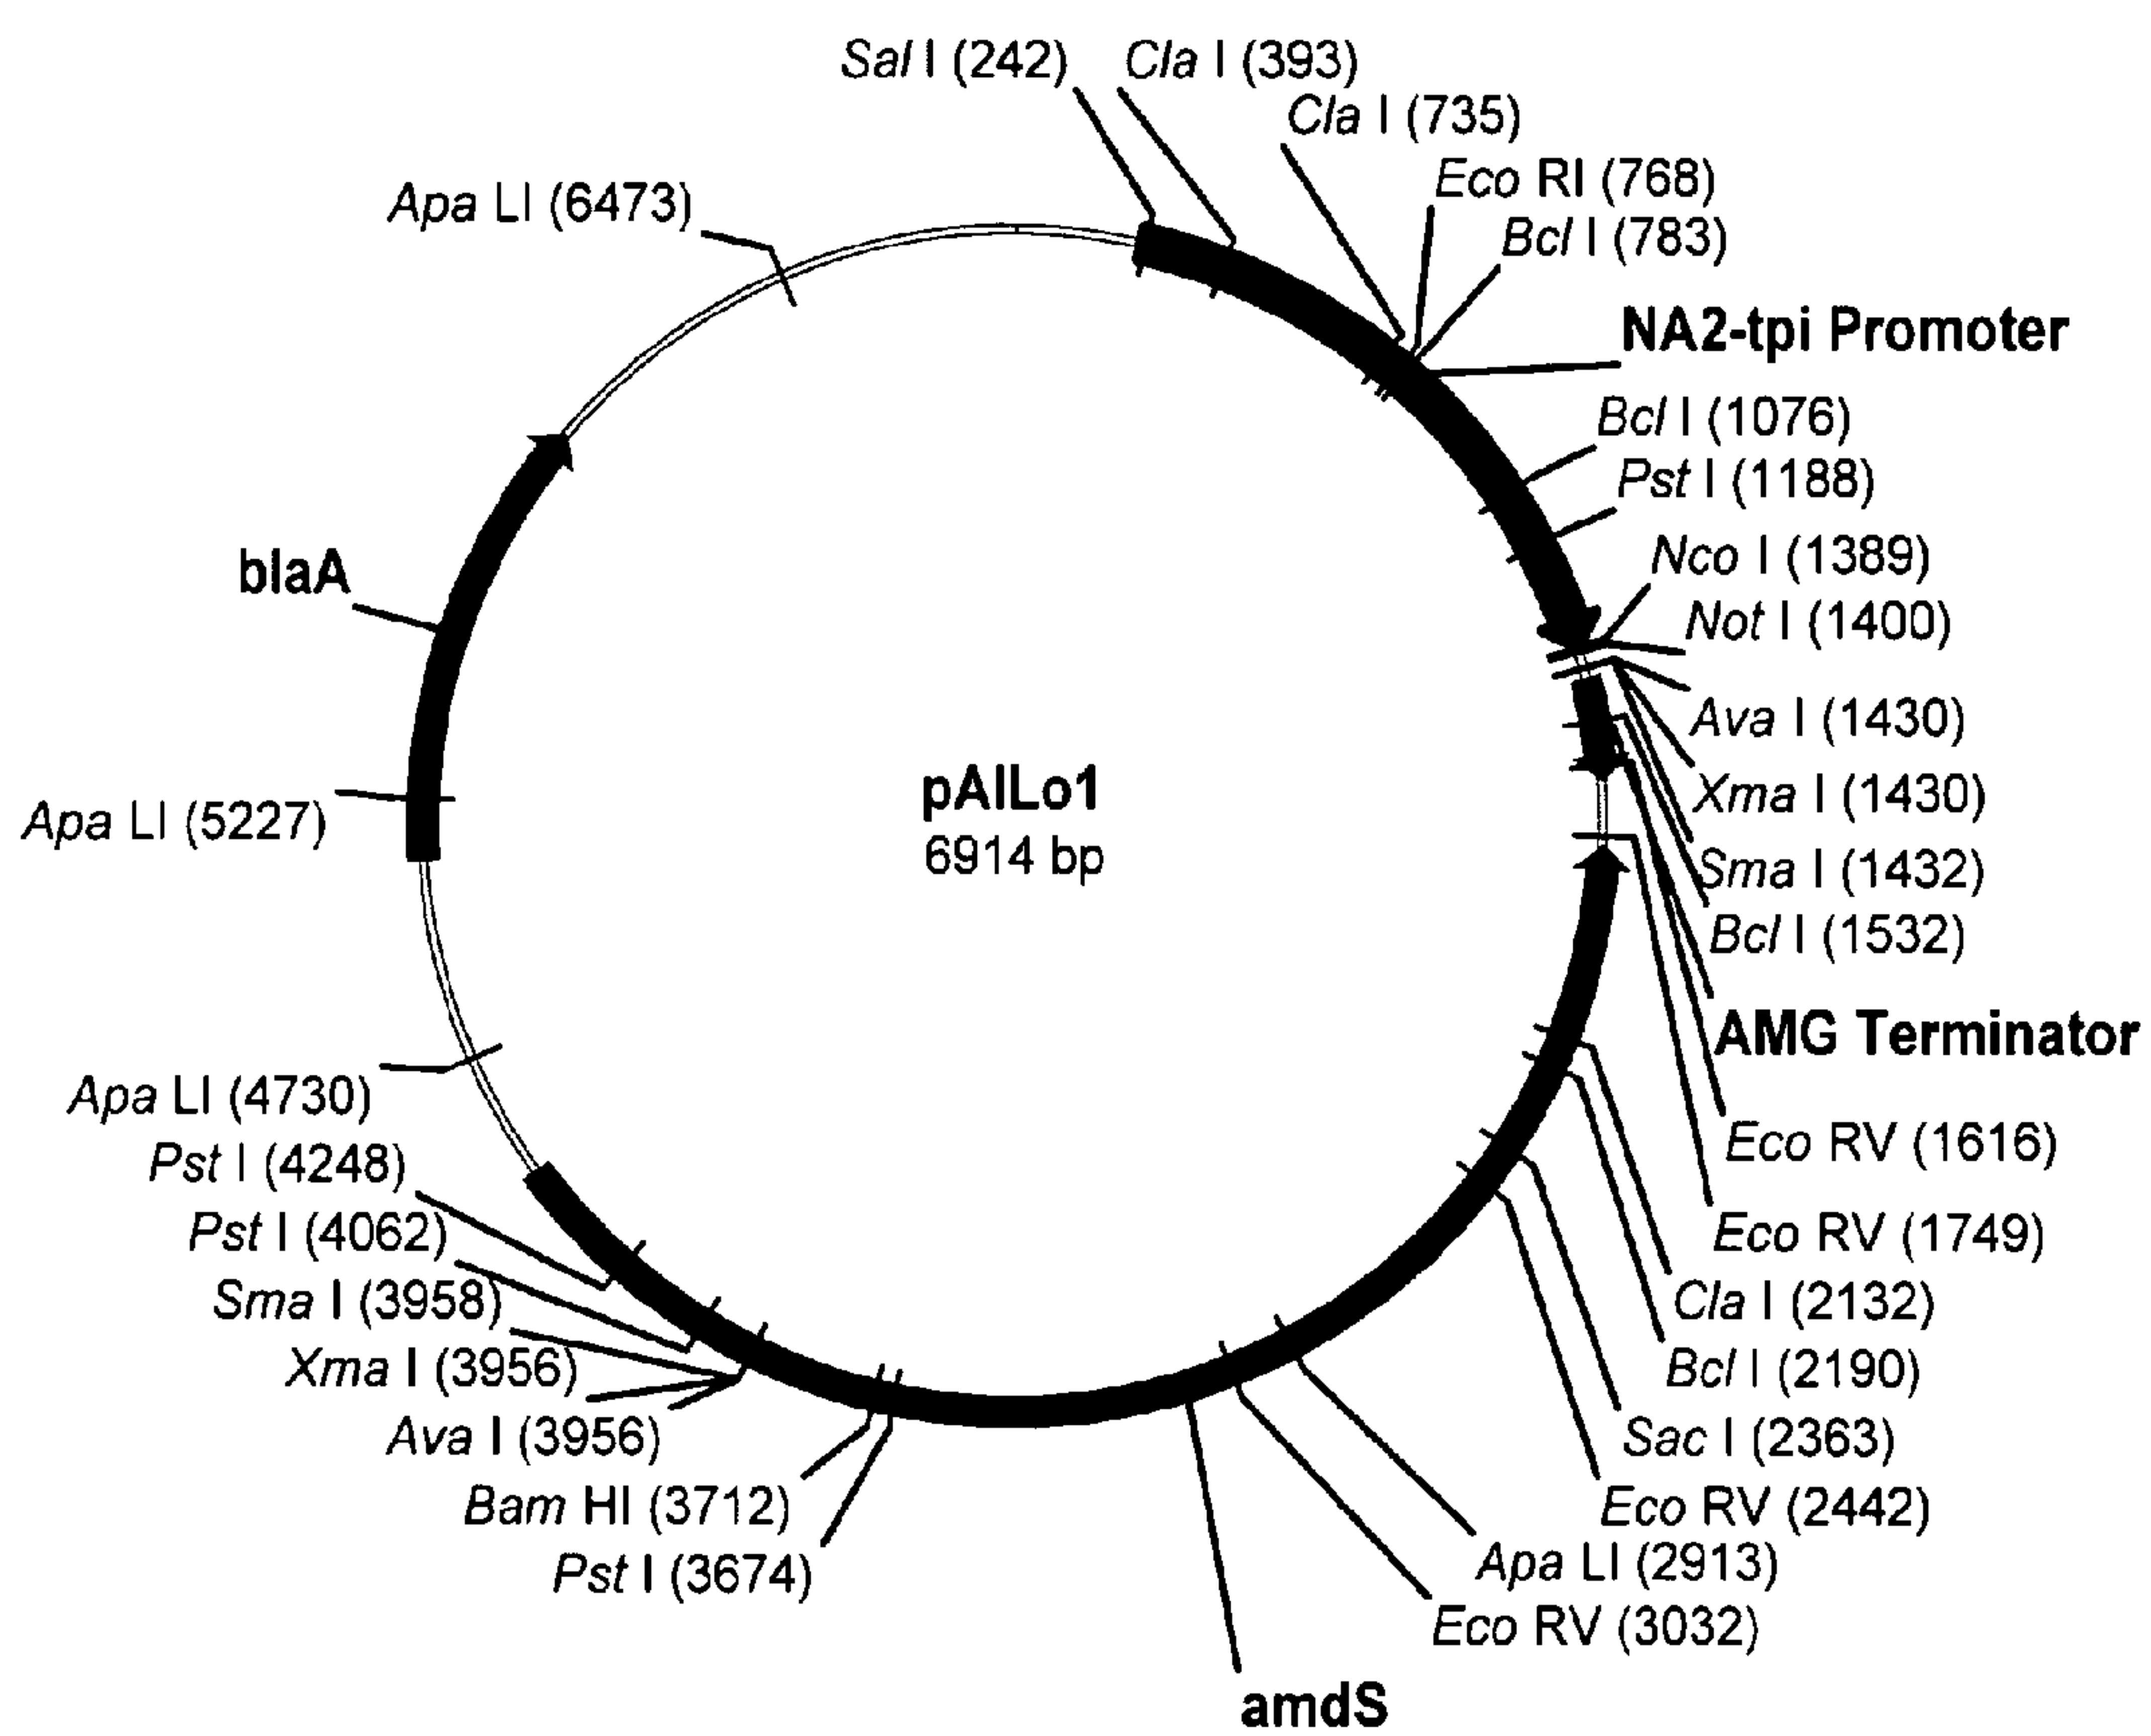 Sal I (242)
Cla I (393)
Cla I (735)
Eco RI (768)
Bcl I (783)
NA2-tpi Promoter
Bcl I (1076)
Pst I (1188)
Nco I (1389)
Not I (1400)
Ava I (1430)
Xma I (1430)
Sma I (1432)
Bcl I (1532)
AMG Terminator
Eco RV (1616)
Eco RV (1749)
Cla I (2132)
Bcl I (2190)
Sac I (2363)
Eco RV (2442)
Apa LI (2913)
Eco RV (3032)
amdS
Pst I (3674)
Bam HI (3712)
Ava I (3956)
Xma I (3956)
Sma I (3958)
Pst I (4062)
Pst I (4248)
Apa LI (4730)
Apa LI (5227)
blaA
Apa LI (6473)
pAlLo1
6914 bp